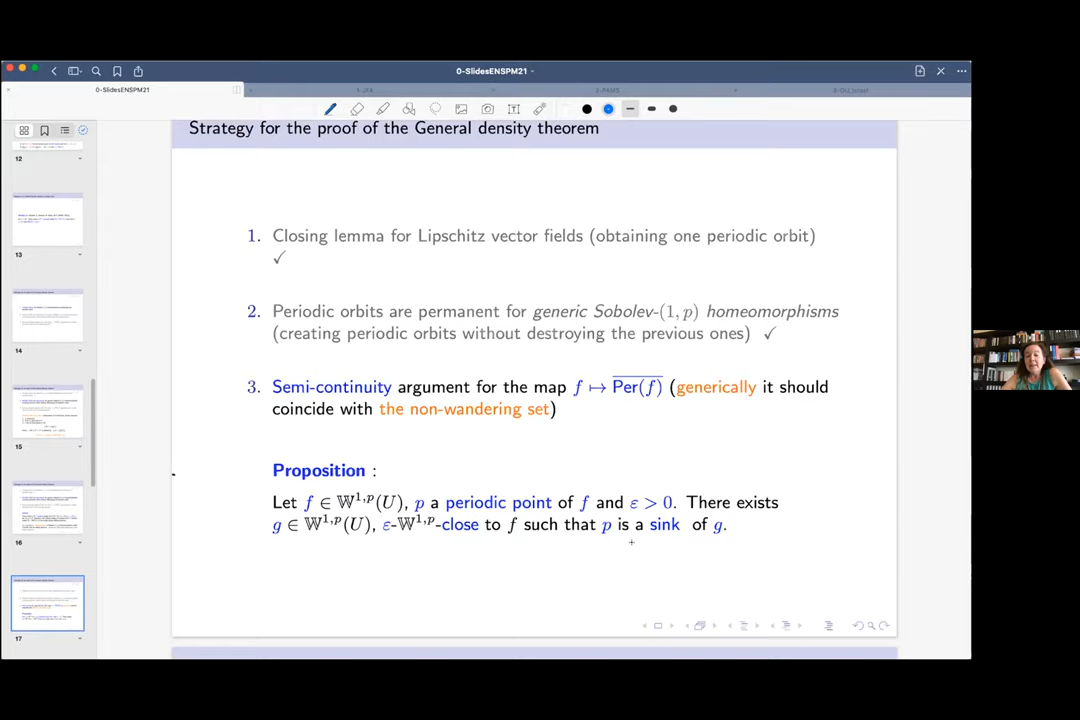 0-SlidesENSPM21
0-SlidesENSPM21
Strategy for the proof of the General density theorem
12
1. Closing lemma for Lipschitz vector fields (obtaining one periodic orbit)
✓
13
2. Periodic orbits are permanent for generic Sobolev-(1, p) homeomorphisms
(creating periodic orbits without destroying the previous ones) ✓
14
3. Semi-continuity argument for the map f ↦ \overline{Per(f)} (generically it should
coincide with the non-wandering set)
15
Proposition :
Let f ∈ 𝕎^{1,p}(U), p a periodic point of f and ε > 0. There exists
g ∈ 𝕎^{1,p}(U), ε-𝕎^{1,p}-close to f such that p is a sink of g.
16
17